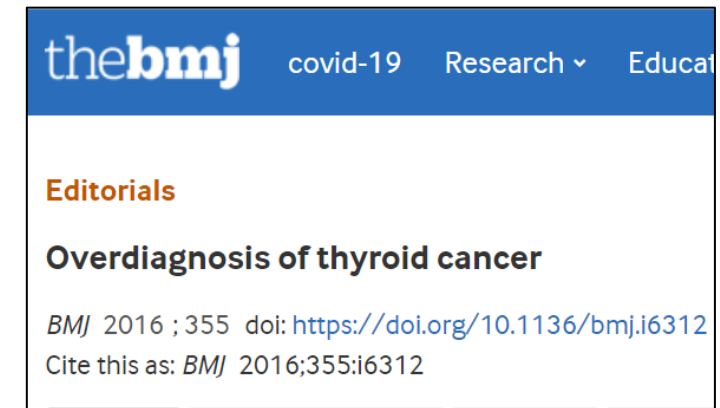 thebmj covid-19 Research
Editorials
Overdiagnosis of thyroid cancer
BMJ 2016 ; 355 doi: https://doi.org/10.1136/bmj.i6312
Cite this as: BMJ 2016;355:i6312